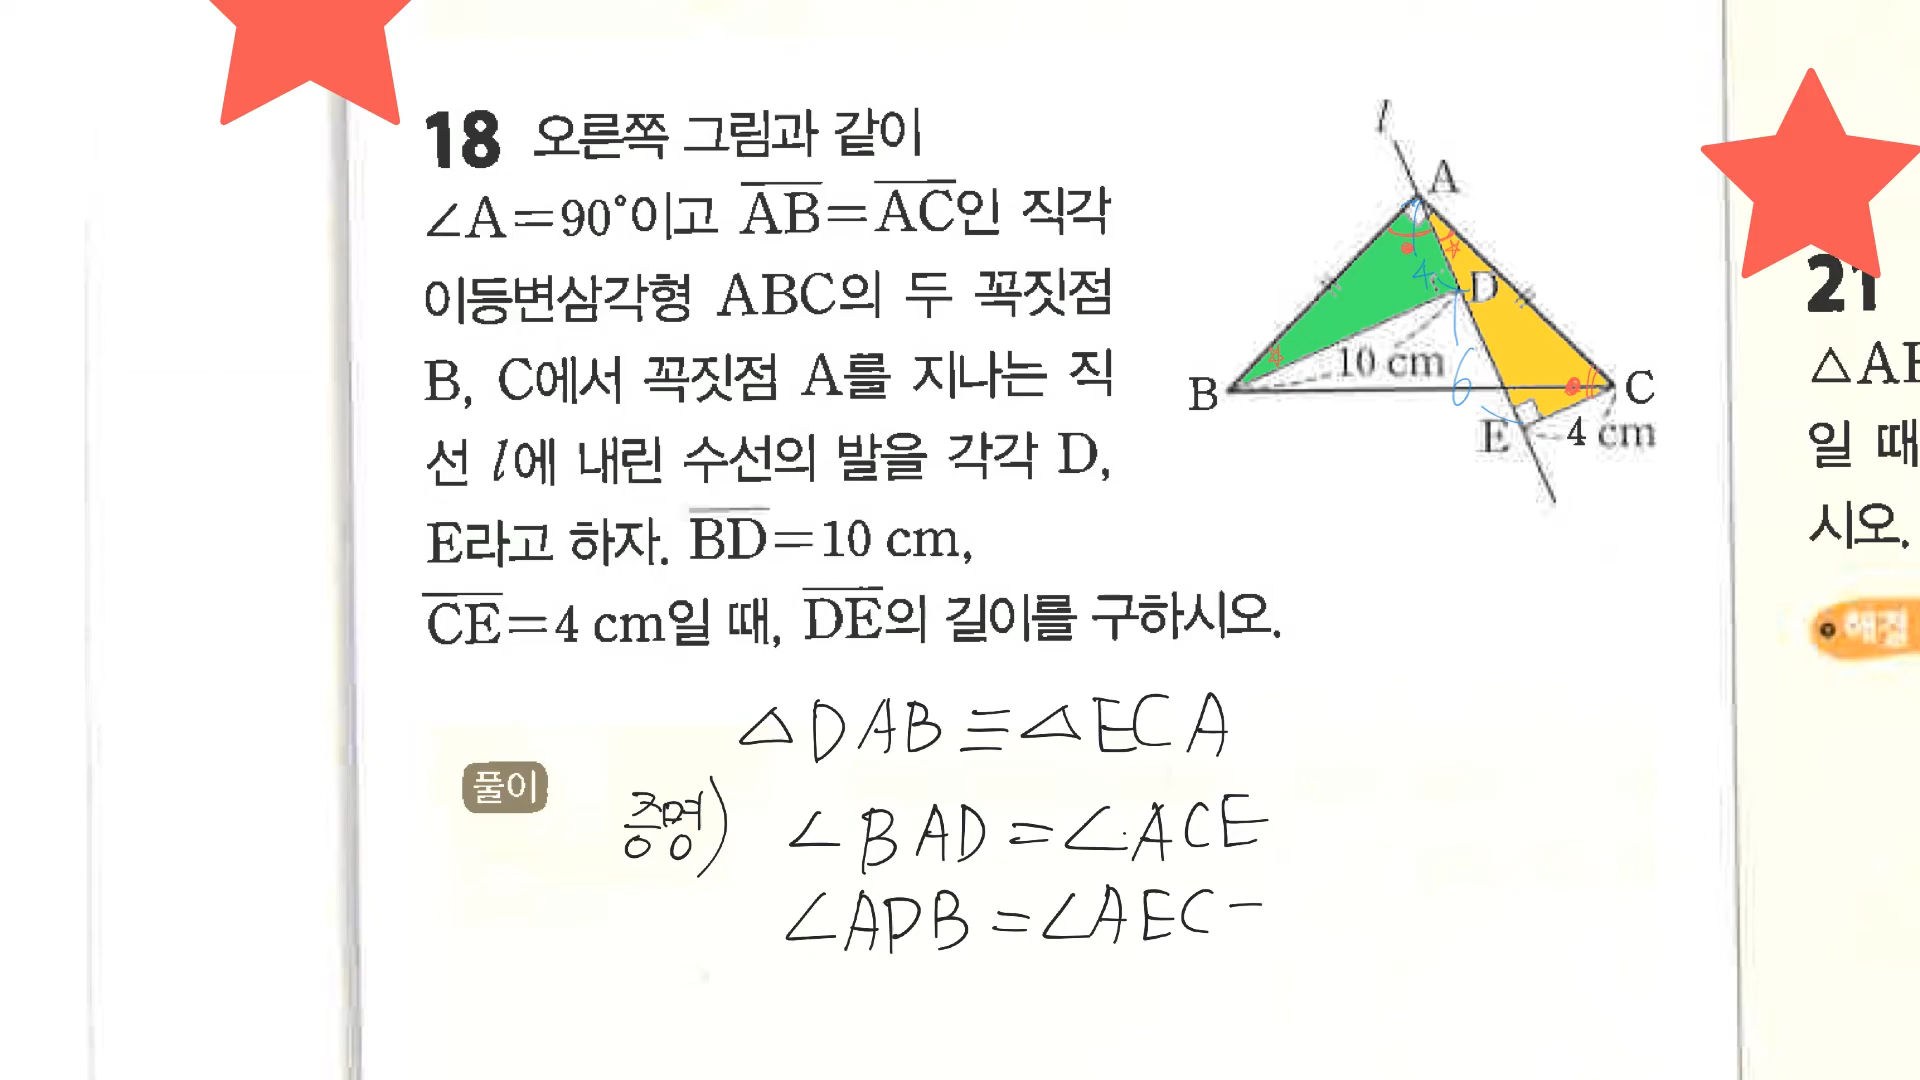 18 오른쪽 그림과 같이
∠A=90°이고 AB=AC인 직각
이등변삼각형 ABC의 두 꼭짓점
B, C에서 꼭짓점 A를 지나는 직
선 l에 내린 수선의 발을 각각 D,
E라고 하자. BD=10 cm,
CE=4 cm일 때, DE의 길이를 구하시오.
l
A
4
D
10 cm
6
B
C
E
4 cm
△DAB≡△ECA
풀이
증명) ∠BAD=∠ACE
∠ADB=∠AEC-
21
△AB
일 때
시오.
해결